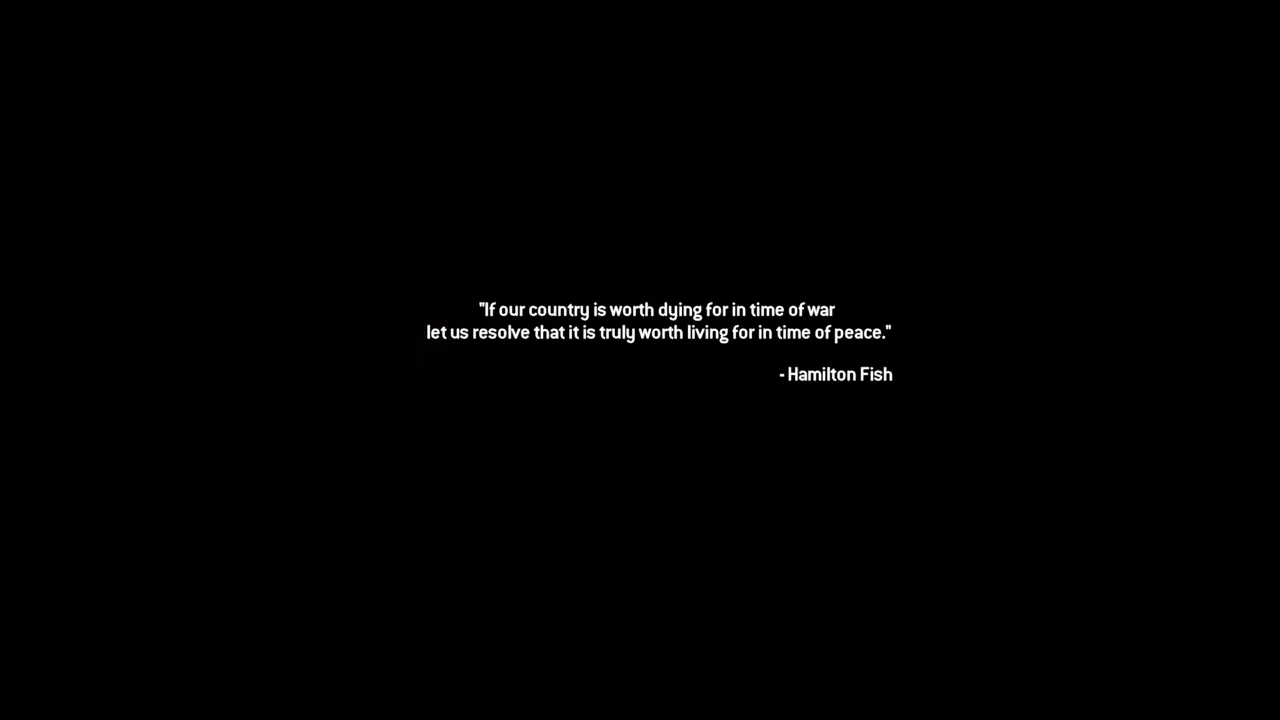 "If our country is worth dying for in time of war
let us resolve that it is truly worth living for in time of peace."
- Hamilton Fish